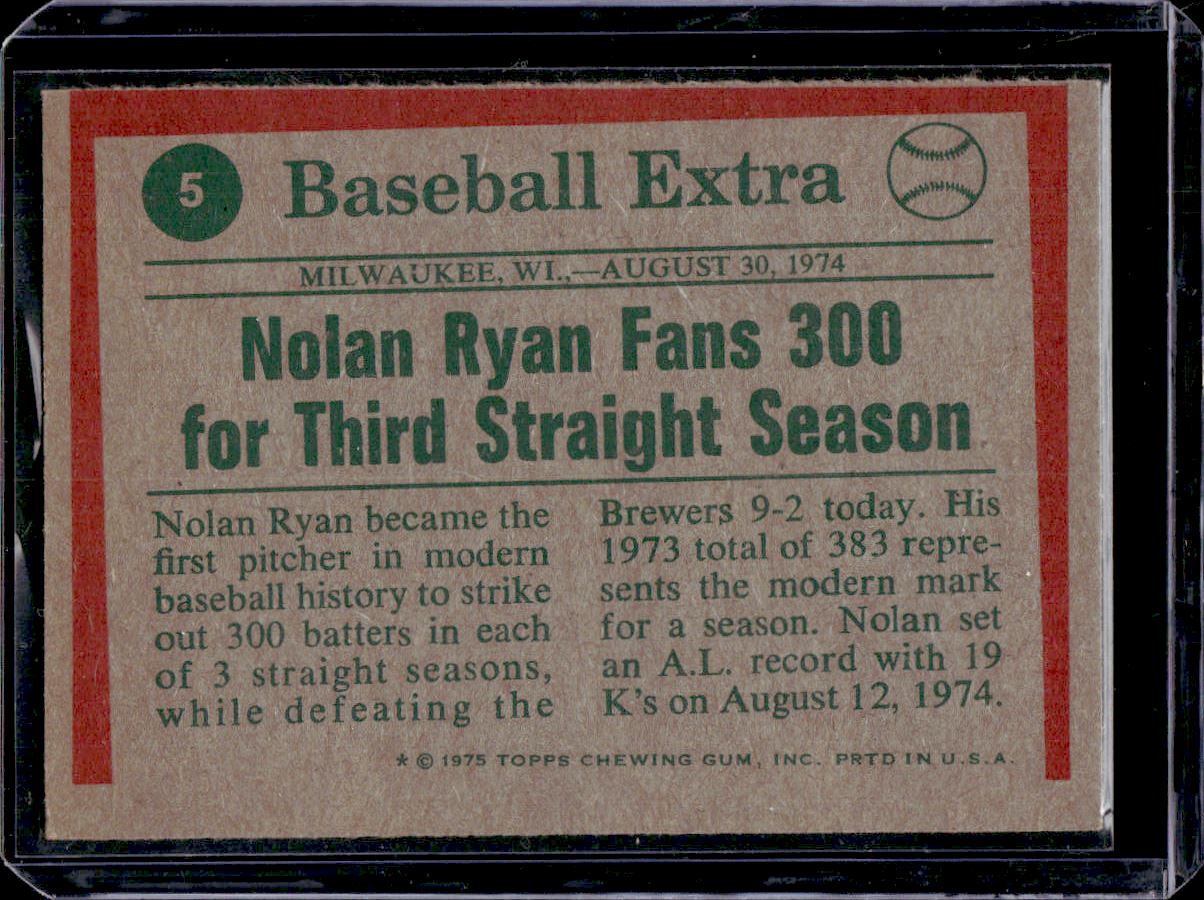 5
Baseball Extra
MILWAUKEE, WI.,—AUGUST 30, 1974
Nolan Ryan Fans 300
for Third Straight Season
Nolan Ryan became the
first pitcher in modern
baseball history to strike
out 300 batters in each
of 3 straight seasons,
while defeating the
Brewers 9-2 today. His
1973 total of 383 repre-
sents the modern mark
for a season. Nolan set
an A.L. record with 19
K's on August 12, 1974.
* © 1975 TOPPS CHEWING GUM, INC. PRTD IN U.S.A.